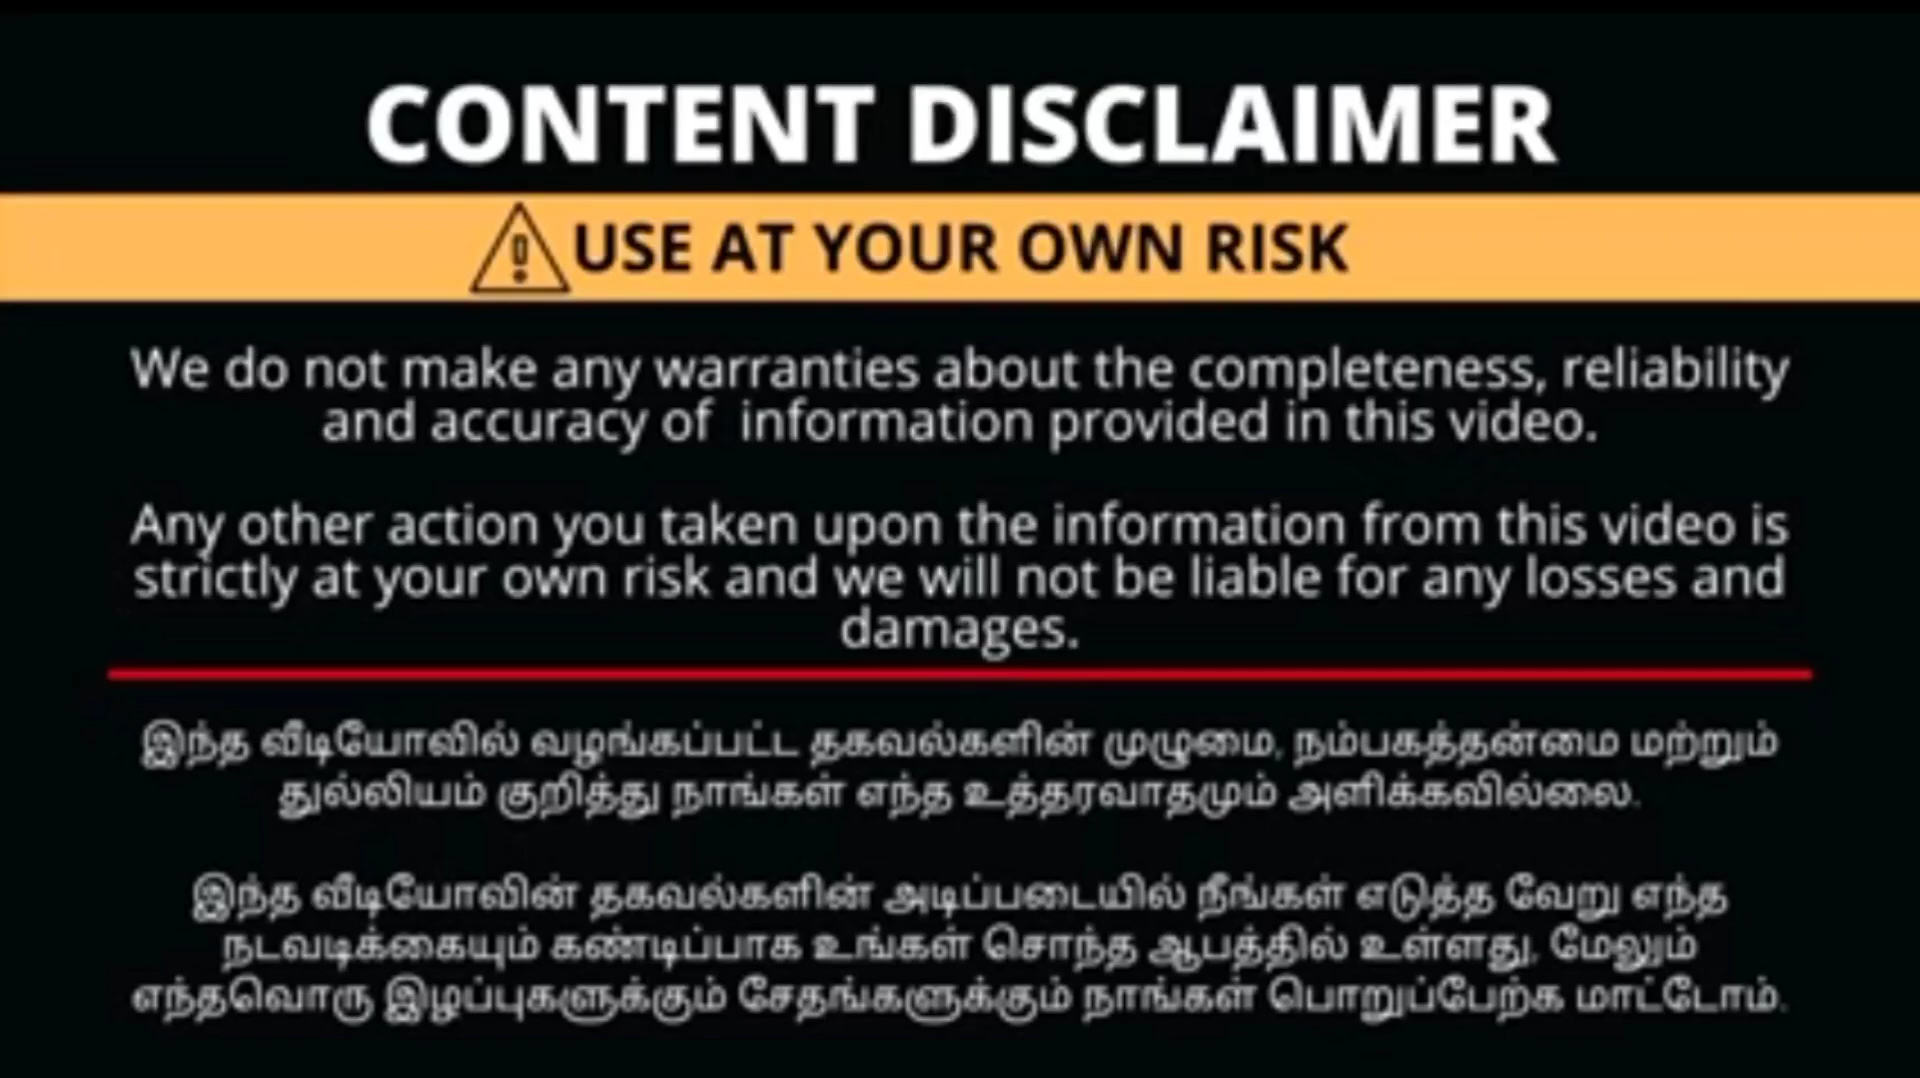 CONTENT DISCLAIMER
USE AT YOUR OWN RISK
We do not make any warranties about the completeness, reliability
and accuracy of information provided in this video.
Any other action you taken upon the information from this video is
strictly at your own risk and we will not be liable for any losses and
damages.
இந்த வீடியோவில் வழங்கப்பட்ட தகவல்களின் முழுமை, நம்பகத்தன்மை மற்றும்
துல்லியம் குறித்து நாங்கள் எந்த உத்தரவாதமும் அளிக்கவில்லை.
இந்த வீடியோவின் தகவல்களின் அடிப்படையில் நீங்கள் எடுத்த வேறு எந்த
நடவடிக்கையும் கண்டிப்பாக உங்கள் சொந்த ஆபத்தில் உள்ளது, மேலும்
எந்தவொரு இழப்புகளுக்கும் சேதங்களுக்கும் நாங்கள் பொறுப்பேற்க மாட்டோம்.